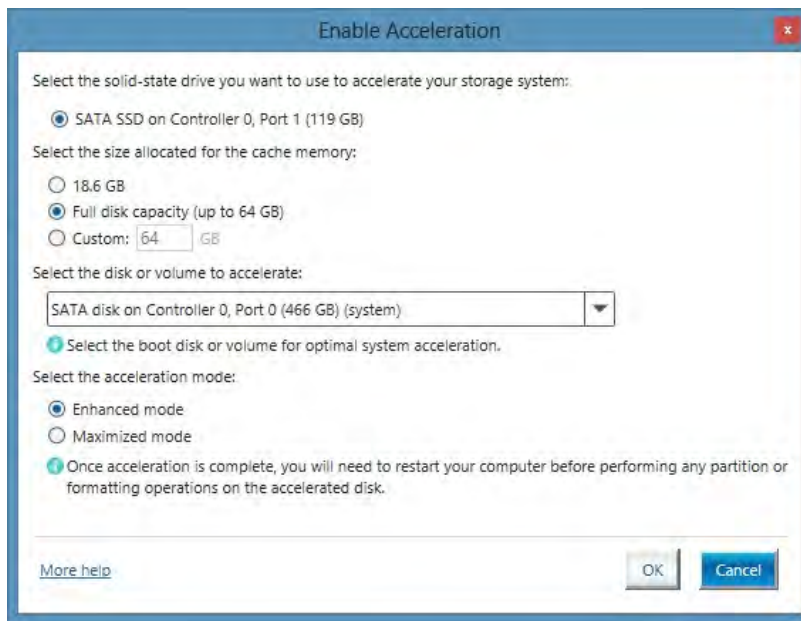 Enable Acceleration
x
Select the solid-state drive you want to use to accelerate your storage system:
SATA SSD on Controller 0, Port 1 (119 GB)
Select the size allocated for the cache memory:
18.6 GB
Full disk capacity (up to 64 GB)
Custom: 64 GB
Select the disk or volume to accelerate:
SATA disk on Controller 0, Port 0 (466 GB) (system)
Select the boot disk or volume for optimal system acceleration.
Select the acceleration mode:
Enhanced mode
Maximized mode
Once acceleration is complete, you will need to restart your computer before performing any partition or
formatting operations on the accelerated disk.
More help
OK
Cancel